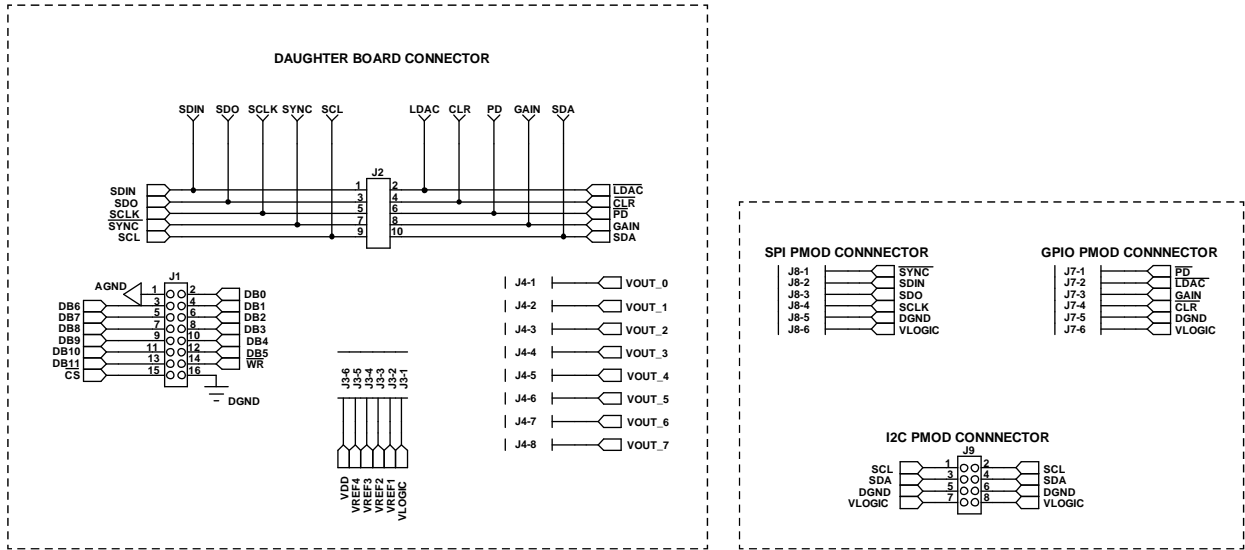 DAUGHTER BOARD CONNECTOR
SDIN SDO SCLK SYNC SCL LDAC CLR PD GAIN SDA
J2
SDIN 1 2 LDAC
SDO 3 4 CLR
SCLK 5 6 PD
SYNC 7 8 GAIN
SCL 9 10 SDA
J1
AGND 1 2 DB0
DB6 3 4 DB1
DB7 5 6 DB2
DB8 7 8 DB3
DB9 9 10 DB4
DB10 11 12 DB5
DB11 13 14 WR
CS 15 16
DGND
J3-6 J3-5 J3-4 J3-3 J3-2 J3-1
VDD VREF4 VREF3 VREF2 VREF1 VLOGIC
J4-1 VOUT_0
J4-2 VOUT_1
J4-3 VOUT_2
J4-4 VOUT_3
J4-5 VOUT_4
J4-6 VOUT_5
J4-7 VOUT_6
J4-8 VOUT_7
SPI PMOD CONNNECTOR
J8-1 SYNC
J8-2 SDIN
J8-3 SDO
J8-4 SCLK
J8-5 DGND
J8-6 VLOGIC
GPIO PMOD CONNNECTOR
J7-1 PD
J7-2 LDAC
J7-3 GAIN
J7-4 CLR
J7-5 DGND
J7-6 VLOGIC
I2C PMOD CONNNECTOR
J9
SCL 1 2 SCL
SDA 3 4 SDA
DGND 5 6 DGND
VLOGIC 7 8 VLOGIC